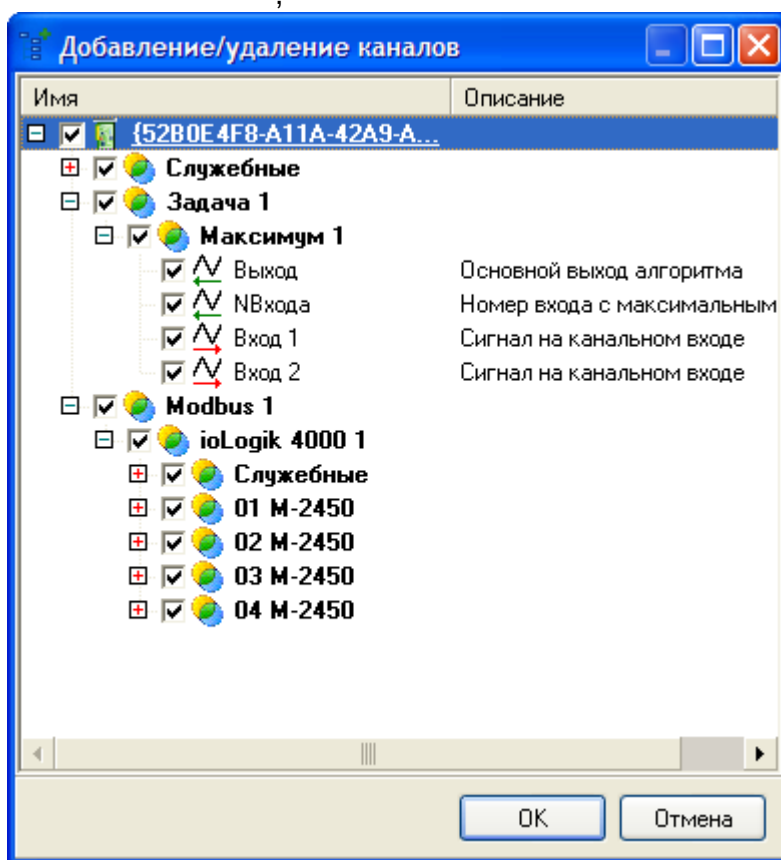 ;
Добавление/удаление каналов
Имя Описание
{52B0E4F8-A11A-42A9-A...
Служебные
Задача 1
Максимум 1
Выход Основной выход алгоритма
NВхода Номер входа с максимальным
Вход 1 Сигнал на канальном входе
Вход 2 Сигнал на канальном входе
Modbus 1
ioLogik 4000 1
Служебные
01 M-2450
02 M-2450
03 M-2450
04 M-2450
OK Отмена